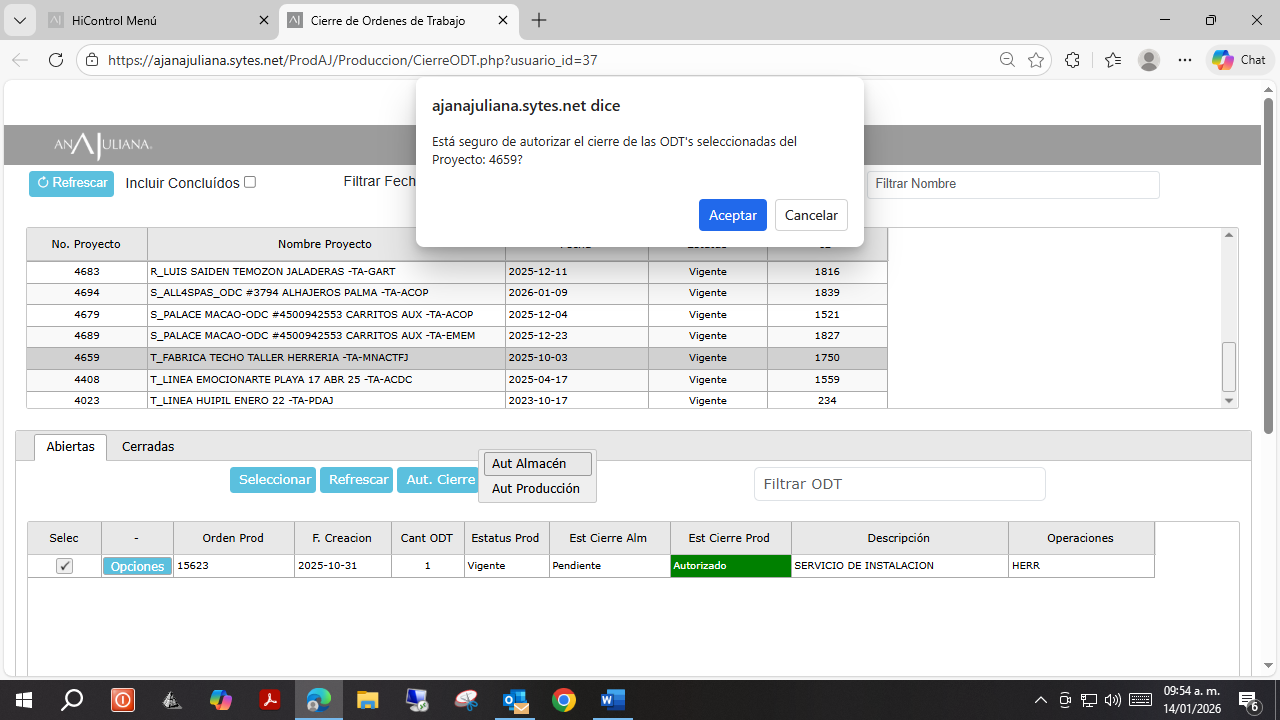 HiControl Menú
Cierre de Ordenes de Trabajo
https://ajanajuliana.sytes.net/ProdAJ/Produccion/CierreODT.php?usuario_id=37
Chat
ajanajuliana.sytes.net dice
Está seguro de autorizar el cierre de las ODT's seleccionadas del
Proyecto: 4659?
Aceptar Cancelar
ANAJULIANA
Refrescar Incluir Concluídos Filtrar Fech Filtrar Nombre
No. Proyecto Nombre Proyecto
4683 R_LUIS SAIDEN TEMOZON JALADERAS -TA-GART 2025-12-11 Vigente 1816
4694 S_ALL4SPAS_ODC #3794 ALHAJEROS PALMA -TA-ACOP 2026-01-09 Vigente 1839
4679 S_PALACE MACAO-ODC #4500942553 CARRITOS AUX -TA-ACOP 2025-12-04 Vigente 1521
4689 S_PALACE MACAO-ODC #4500942553 CARRITOS AUX -TA-EMEM 2025-12-23 Vigente 1827
4659 T_FABRICA TECHO TALLER HERRERIA -TA-MNACTFJ 2025-10-03 Vigente 1750
4408 T_LINEA EMOCIONARTE PLAYA 17 ABR 25 -TA-ACDC 2025-04-17 Vigente 1559
4023 T_LINEA HUIPIL ENERO 22 -TA-PDAJ 2023-10-17 Vigente 234
Abiertas Cerradas
Seleccionar Refrescar Aut. Cierre Aut Almacén Filtrar ODT
Aut Producción
Selec - Orden Prod F. Creacion Cant ODT Estatus Prod Est Cierre Alm Est Cierre Prod Descripción Operaciones
Opciones 15623 2025-10-31 1 Vigente Pendiente Autorizado SERVICIO DE INSTALACION HERR
09:54 a. m.
14/01/2026
6